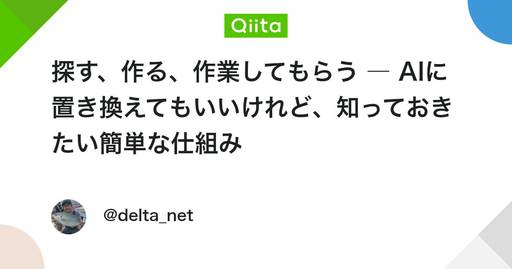 Qiita
探す、作る、作業してもらう ― AIに
置き換えてもいいけれど、知っておき
たい簡単な仕組み
@delta_net